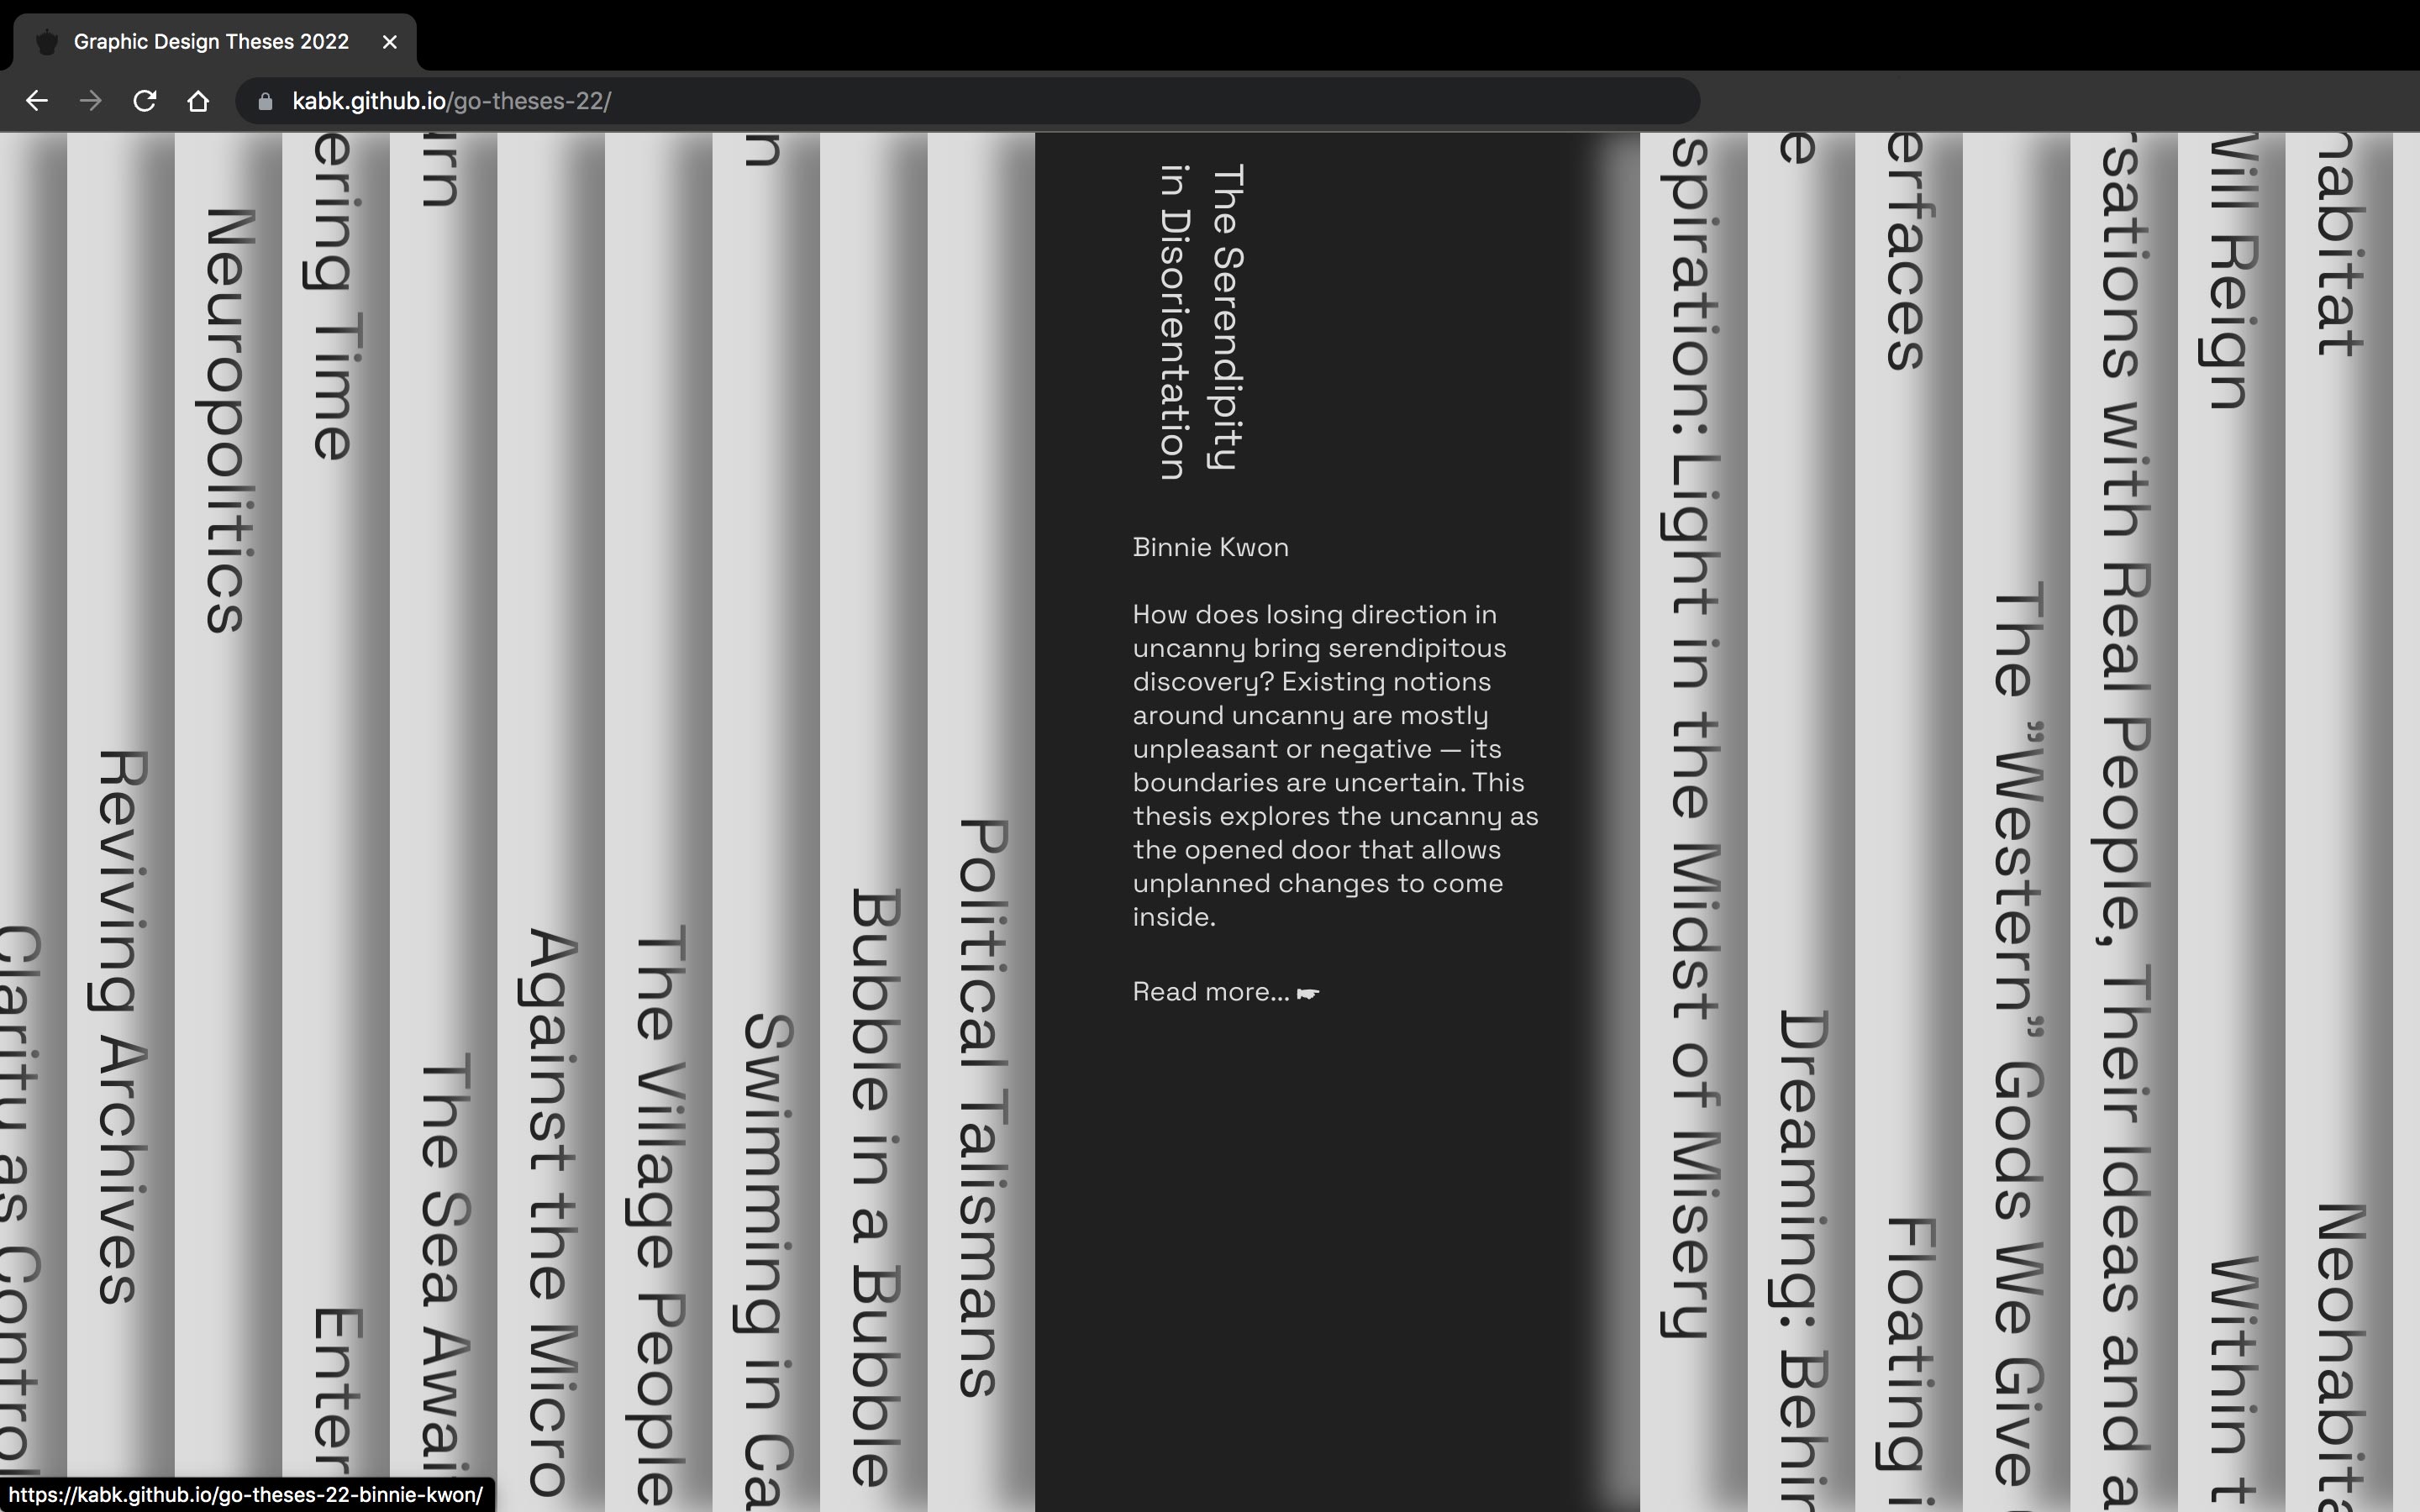 Graphic Design Theses 2022
kabk.github.io/go-theses-22/
Clarity as Control
Reviving Archives
Neuropolitics
ering Time
Enter
urn
The Sea Awai
Against the Micro
The Village People
n
Swimming in Ca
Bubble in a Bubble
Political Talismans
The Serendipity
in Disorientation
Binnie Kwon
How does losing direction in
uncanny bring serendipitous
discovery? Existing notions
around uncanny are mostly
unpleasant or negative — its
boundaries are uncertain. This
thesis explores the uncanny as
the opened door that allows
unplanned changes to come
inside.
Read more...
spiration: Light in the Midst of Misery
e
Dreaming: Behin
erfaces
Floating i
The ”Western” Gods We Give
rsations with Real People, Their Ideas and a
Will Reign
Within t
habitat
Neohabita
https://kabk.github.io/go-theses-22-binnie-kwon/